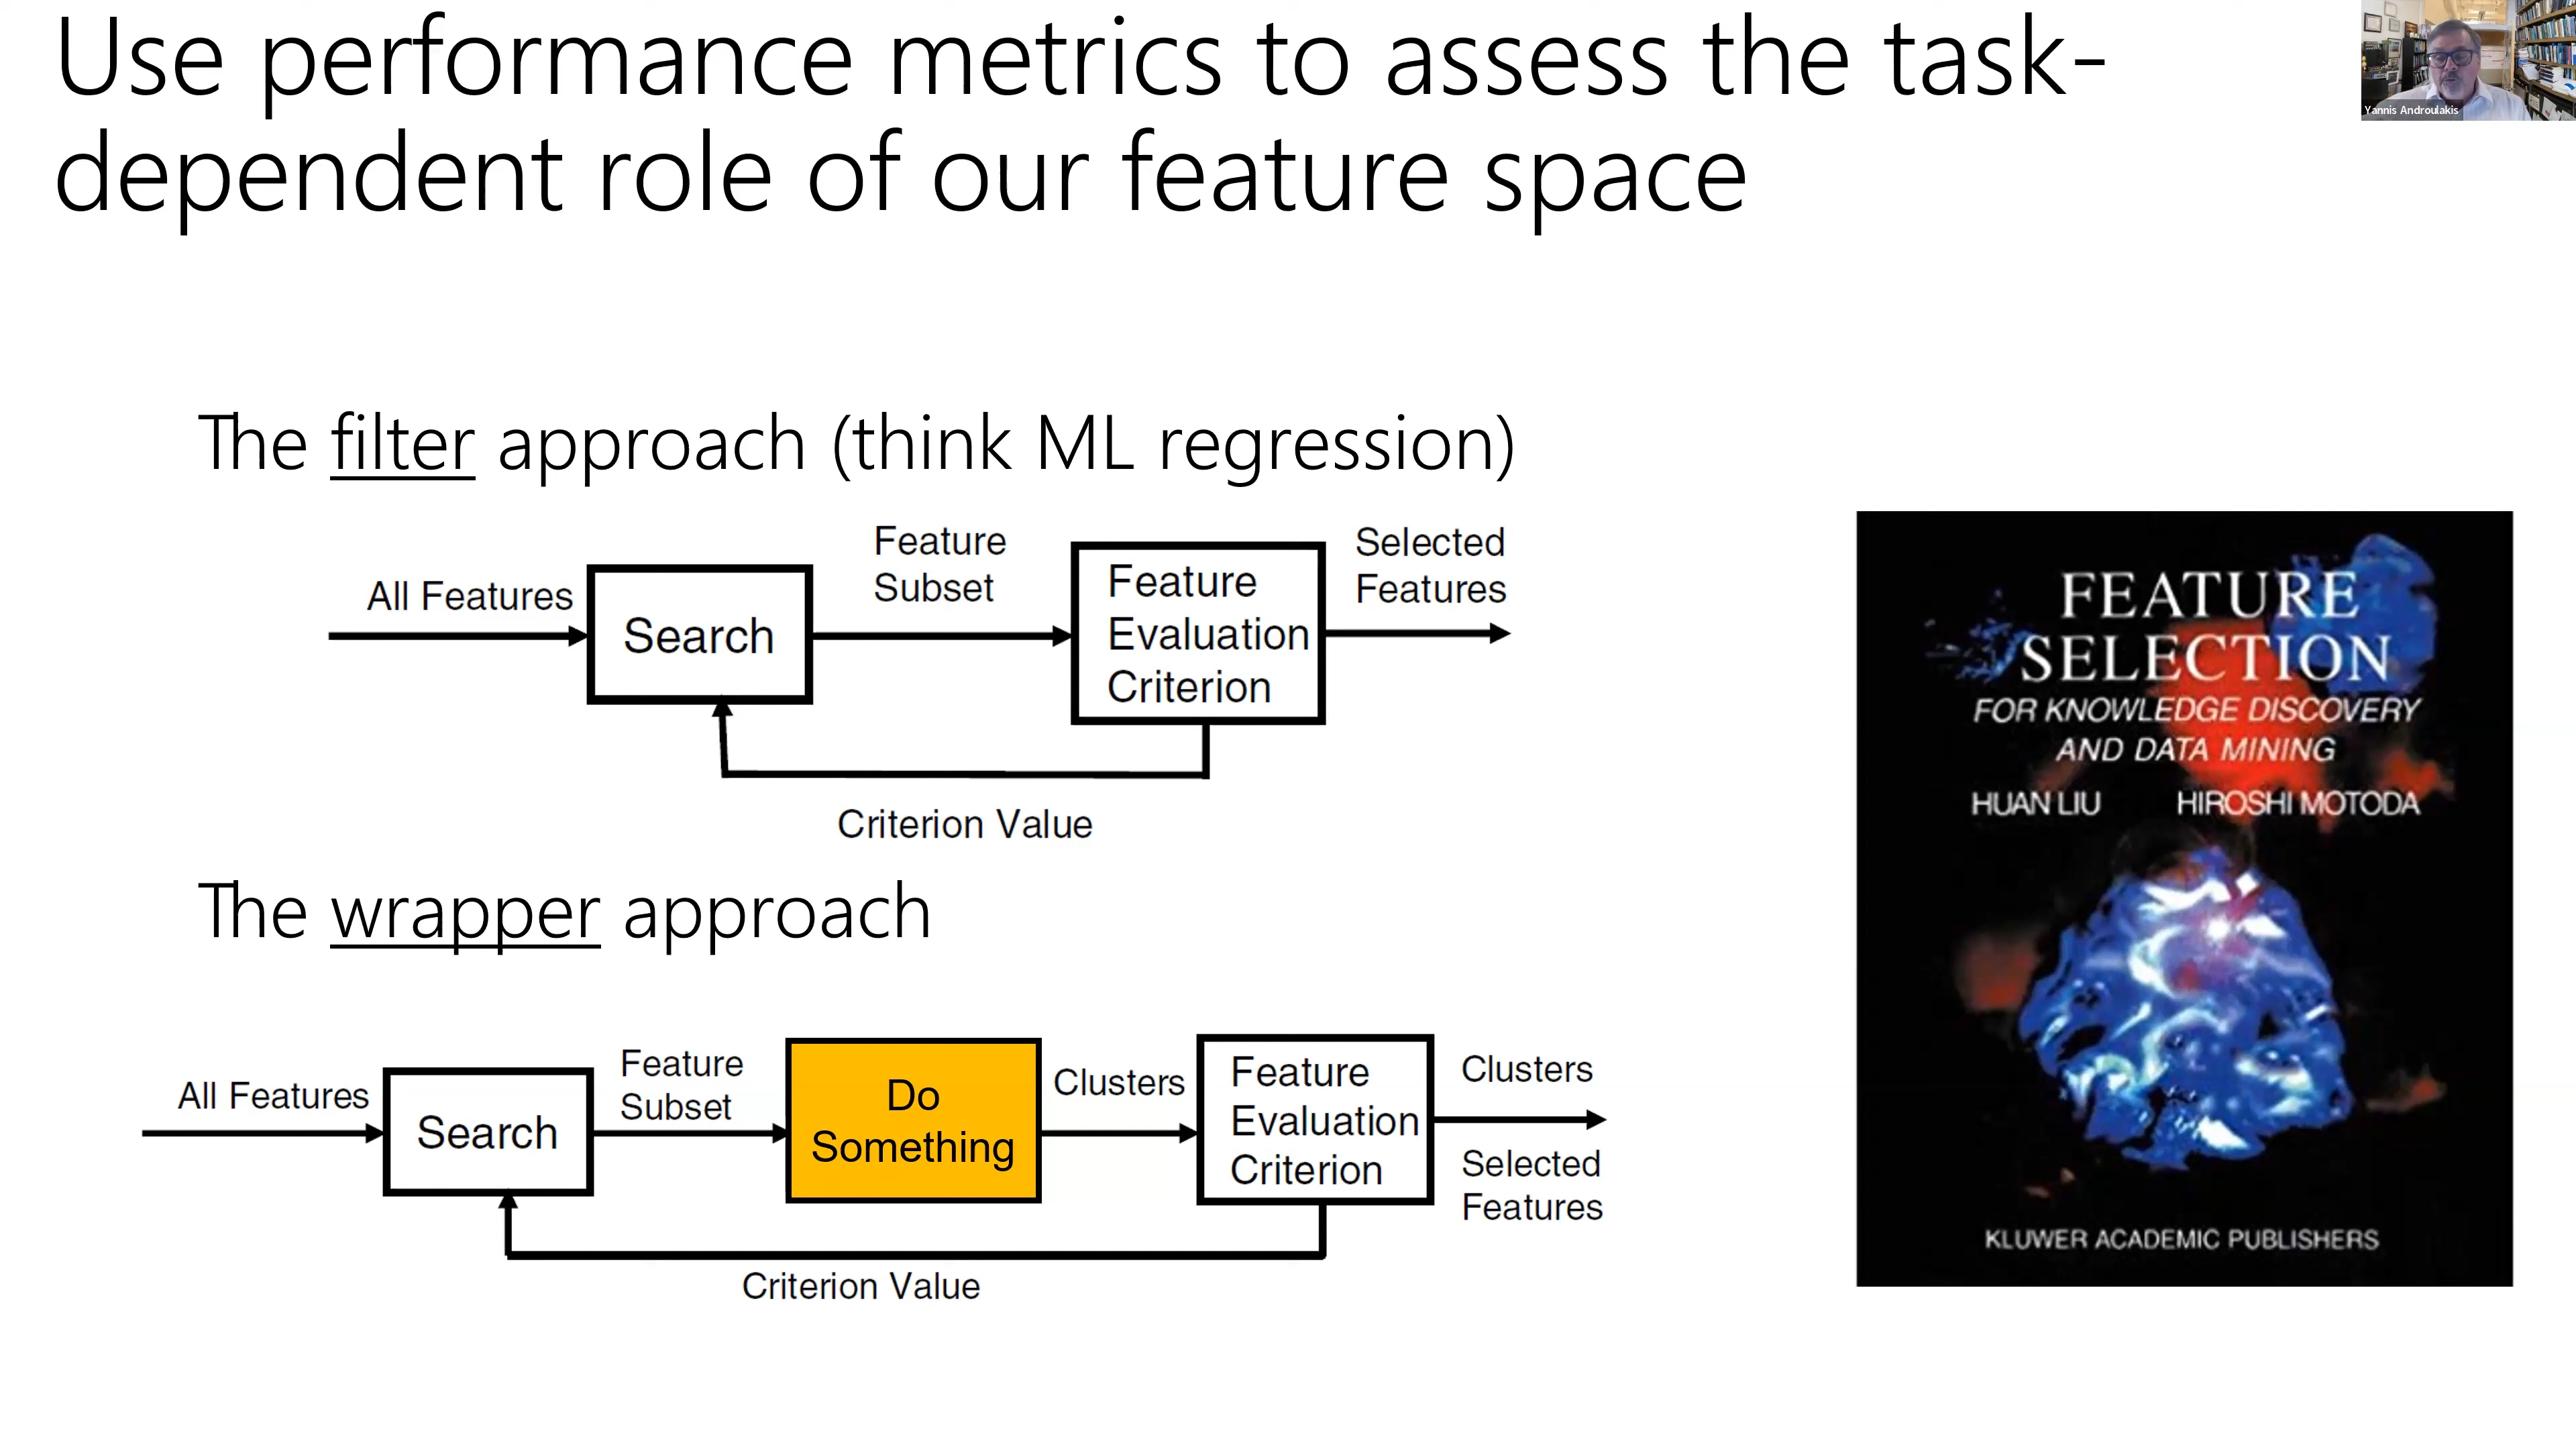 Use performance metrics to assess the task-
dependent role of our feature space
Yannis Androulakis
The filter approach (think ML regression)
All Features
Search
Feature
Subset
Feature
Evaluation
Criterion
Selected
Features
Criterion Value
The wrapper approach
All Features
Search
Feature
Subset
Do
Something
Clusters
Feature
Evaluation
Criterion
Clusters
Selected
Features
Criterion Value
FEATURE
SELECTION
FOR KNOWLEDGE DISCOVERY
AND DATA MINING
HUAN LIU HIROSHI MOTODA
KLUWER ACADEMIC PUBLISHERS